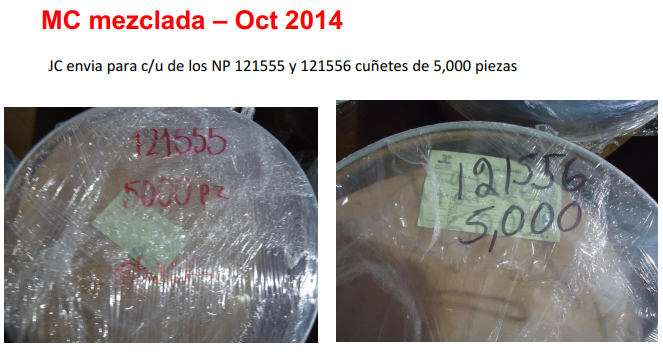 MC mezclada – Oct 2014
JC envia para c/u de los NP 121555 y 121556 cuñetes de 5,000 piezas
121555
5000 pz
121556
5,000